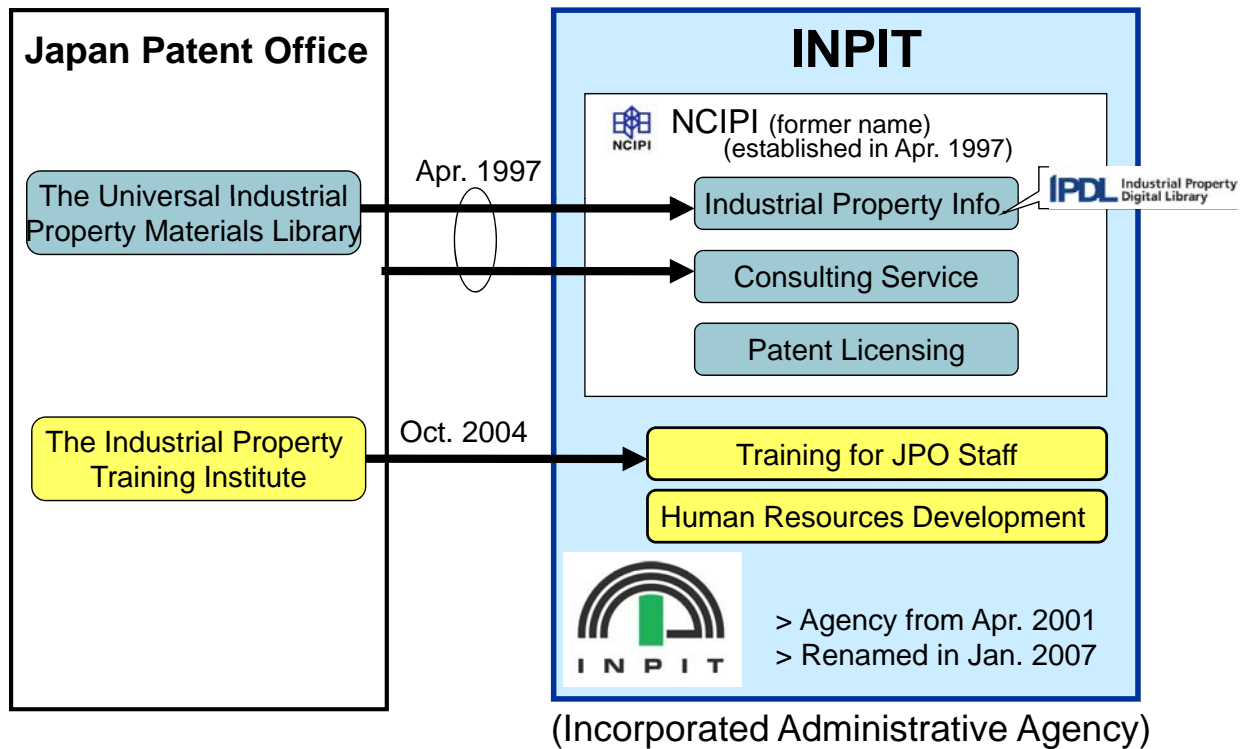 Japan Patent Office
The Universal Industrial
Property Materials Library
The Industrial Property
Training Institute
Apr. 1997
Oct. 2004
INPIT
NCIPI
NCIPI (former name)
(established in Apr. 1997)
Industrial Property Info.
IPDL Industrial Property
Digital Library
Consulting Service
Patent Licensing
Training for JPO Staff
Human Resources Development
INPIT
> Agency from Apr. 2001
> Renamed in Jan. 2007
(Incorporated Administrative Agency)